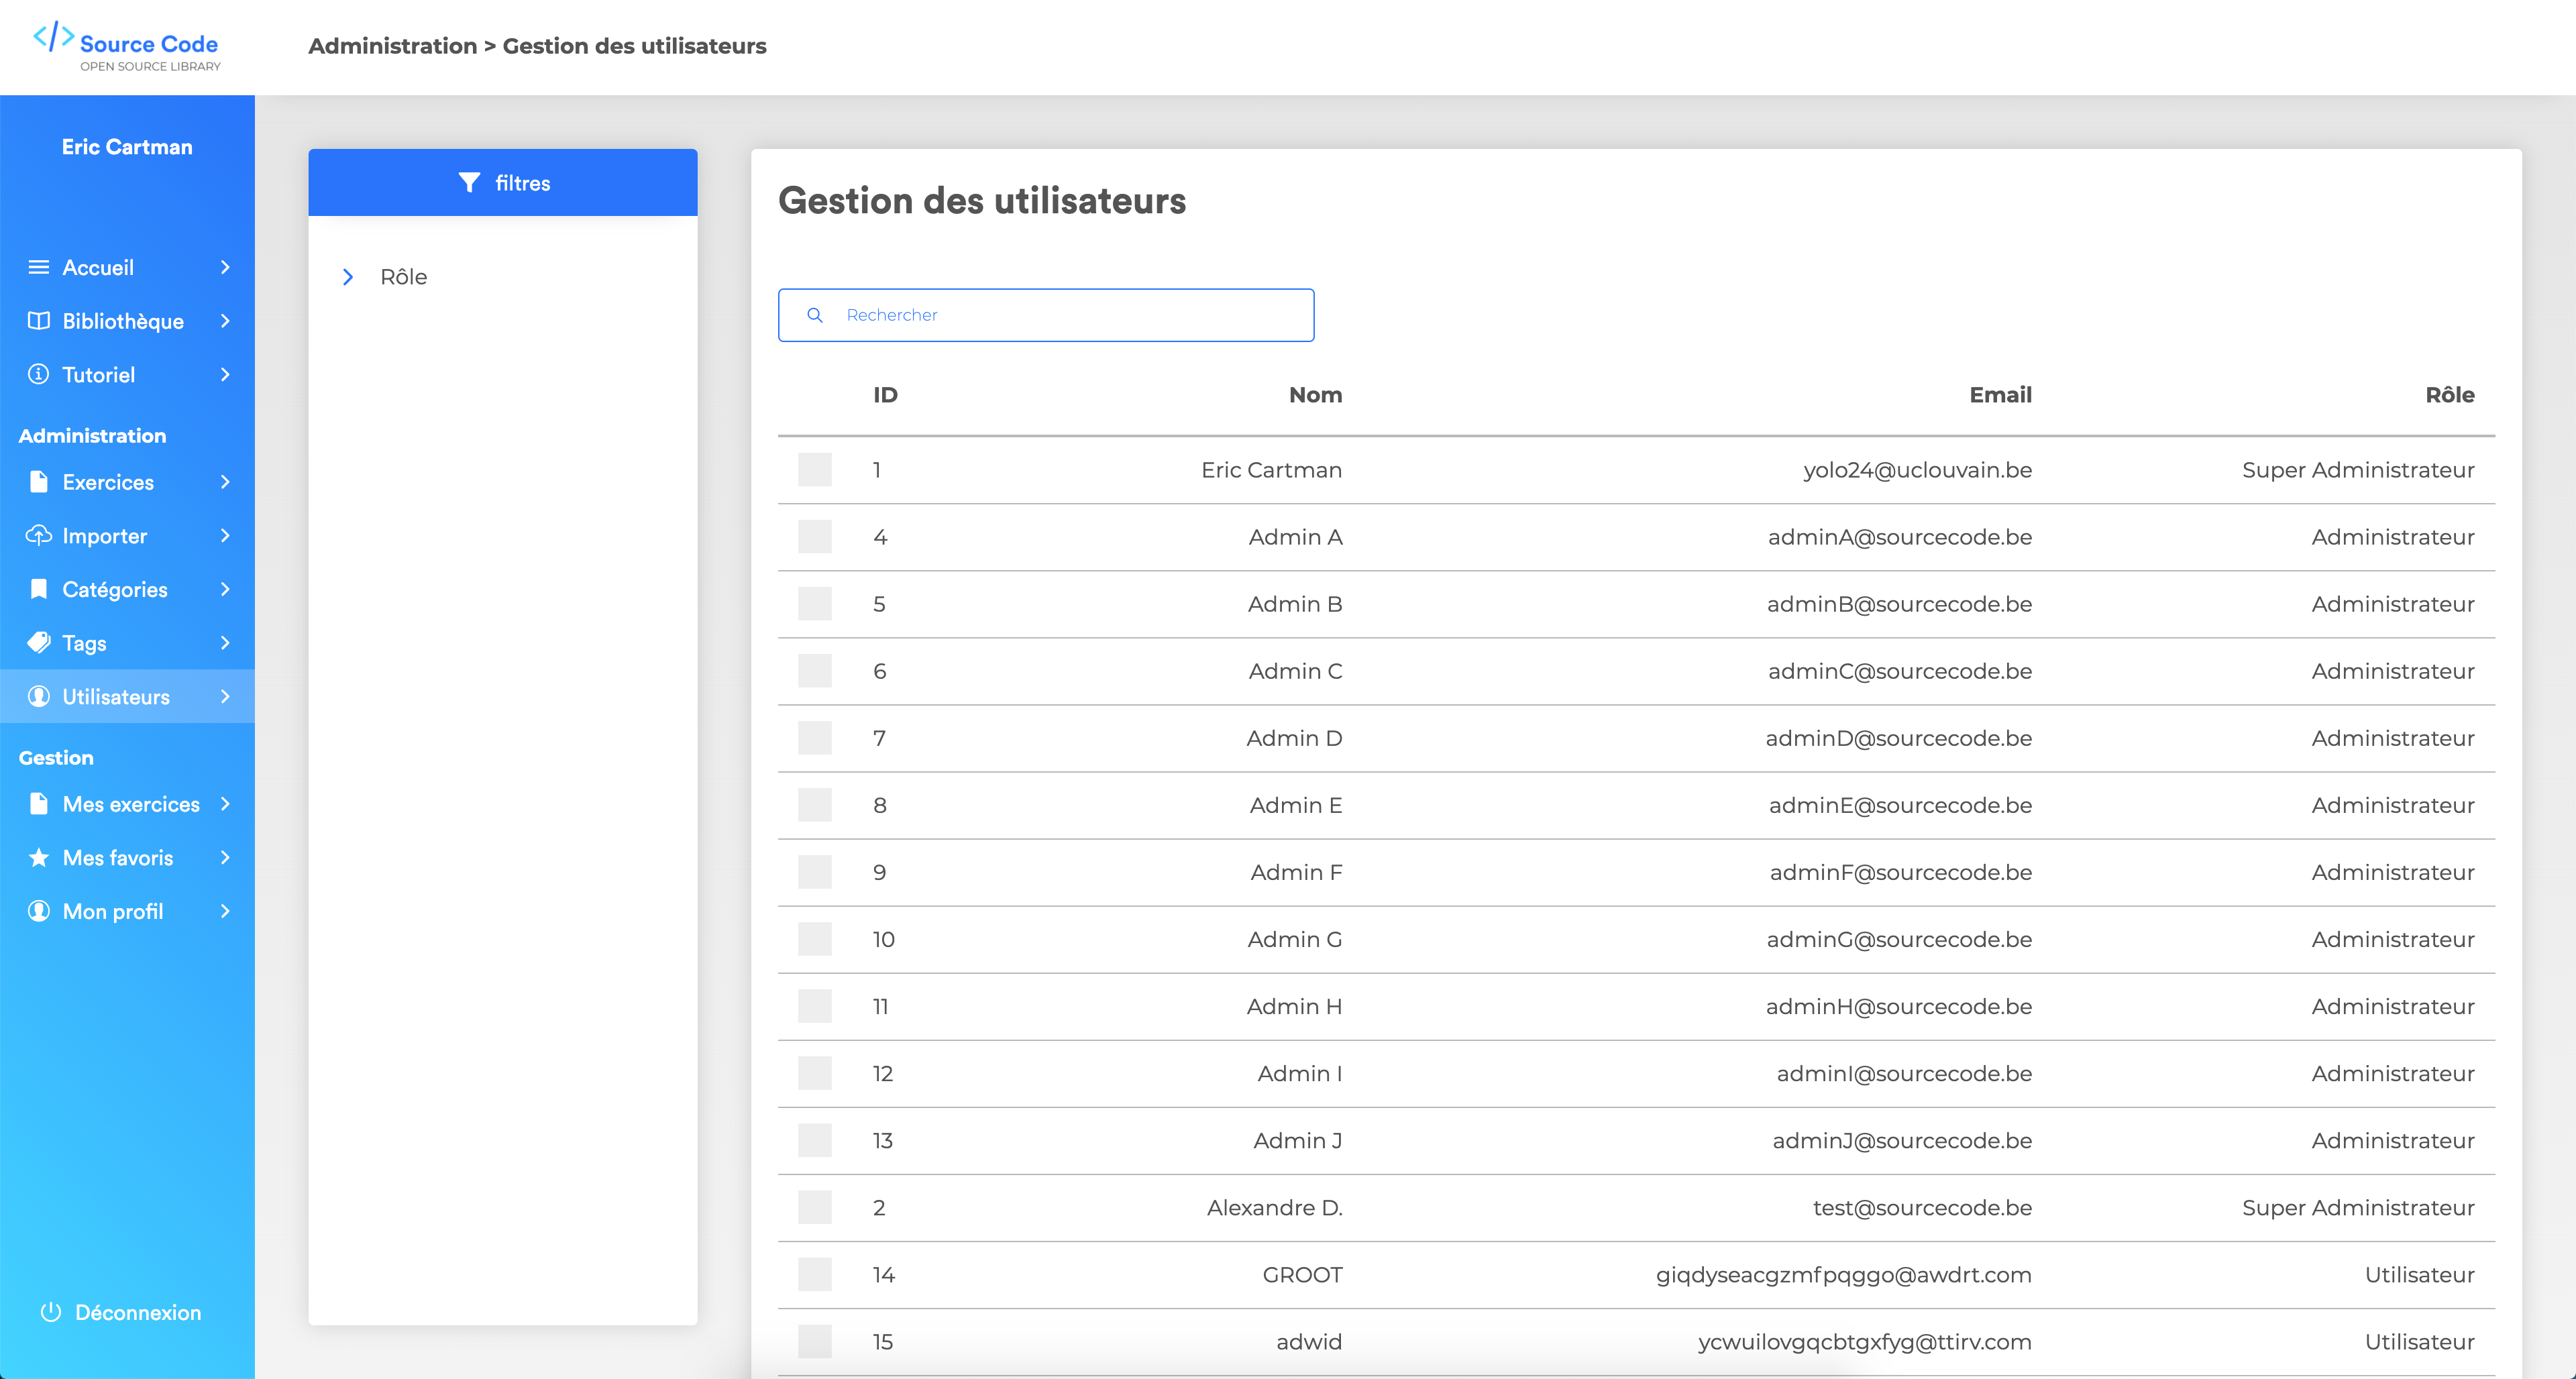 </> Source Code
OPEN SOURCE LIBRARY
Administration > Gestion des utilisateurs
Eric Cartman
Accueil
Bibliothèque
Tutoriel
Administration
Exercices
Importer
Catégories
Tags
Utilisateurs
Gestion
Mes exercices
Mes favoris
Mon profil
Déconnexion
filtres
Rôle
Gestion des utilisateurs
Rechercher
ID Nom Email Rôle
1 Eric Cartman yolo24@uclouvain.be Super Administrateur
4 Admin A adminA@sourcecode.be Administrateur
5 Admin B adminB@sourcecode.be Administrateur
6 Admin C adminC@sourcecode.be Administrateur
7 Admin D adminD@sourcecode.be Administrateur
8 Admin E adminE@sourcecode.be Administrateur
9 Admin F adminF@sourcecode.be Administrateur
10 Admin G adminG@sourcecode.be Administrateur
11 Admin H adminH@sourcecode.be Administrateur
12 Admin I adminI@sourcecode.be Administrateur
13 Admin J adminJ@sourcecode.be Administrateur
2 Alexandre D. test@sourcecode.be Super Administrateur
14 GROOT giqdyseacgzmfpqggo@awdrt.com Utilisateur
15 adwid ycwuilovgqcbtgxfyg@ttirv.com Utilisateur